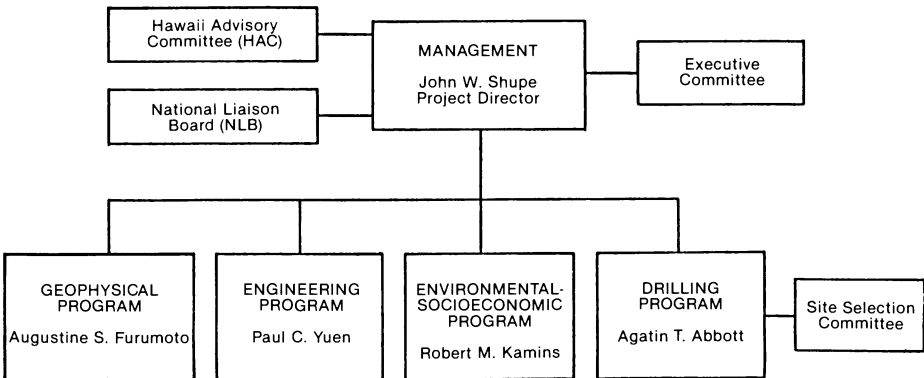 Hawaii Advisory
Committee (HAC)
MANAGEMENT
John W. Shupe
Project Director
Executive
Committee
National Liaison
Board (NLB)
GEOPHYSICAL
PROGRAM
Augustine S. Furumoto
ENGINEERING
PROGRAM
Paul C. Yuen
ENVIRONMENTAL-
SOCIOECONOMIC
PROGRAM
Robert M. Kamins
DRILLING
PROGRAM
Agatin T. Abbott
Site Selection
Committee